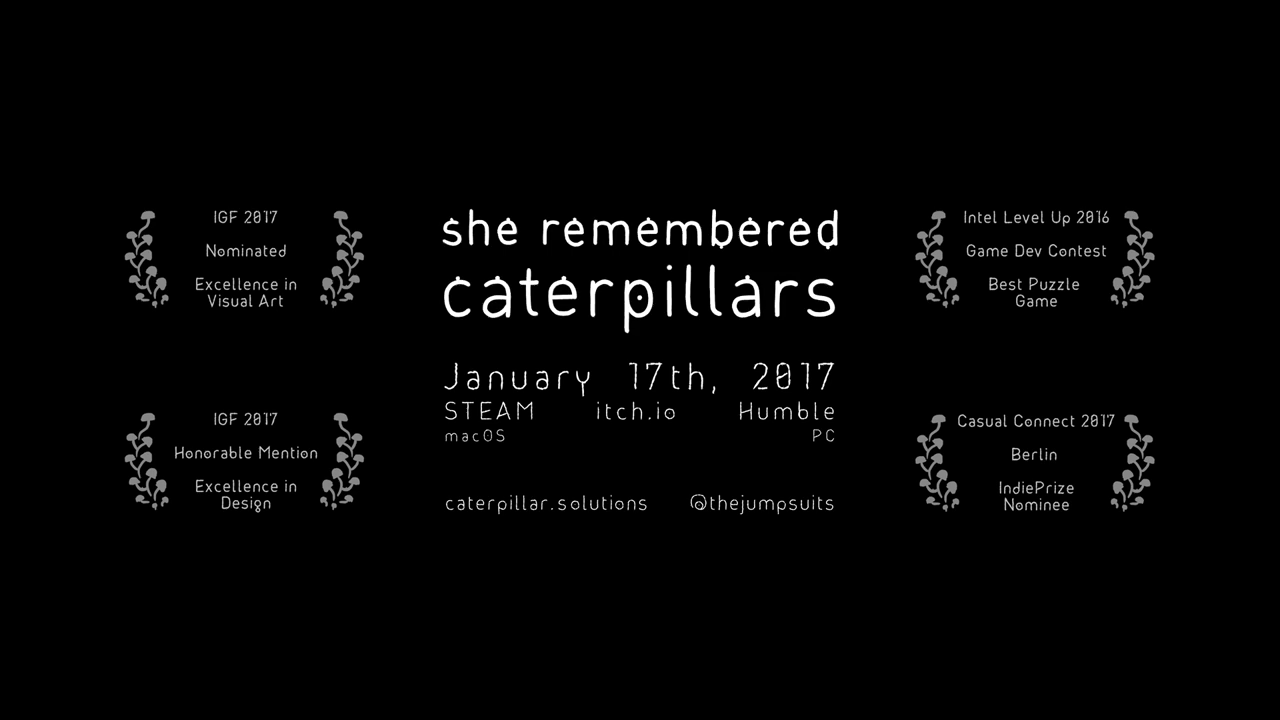 IGF 2017
Nominated
Excellence in
Visual Art
IGF 2017
Honorable Mention
Excellence in
Design
she remembered
caterpillars
January 17th, 2017
STEAM itch.io Humble
macOS PC
caterpillar.solutions @thejumpsuits
Intel Level Up 2016
Game Dev Contest
Best Puzzle
Game
Casual Connect 2017
Berlin
IndiePrize
Nominee